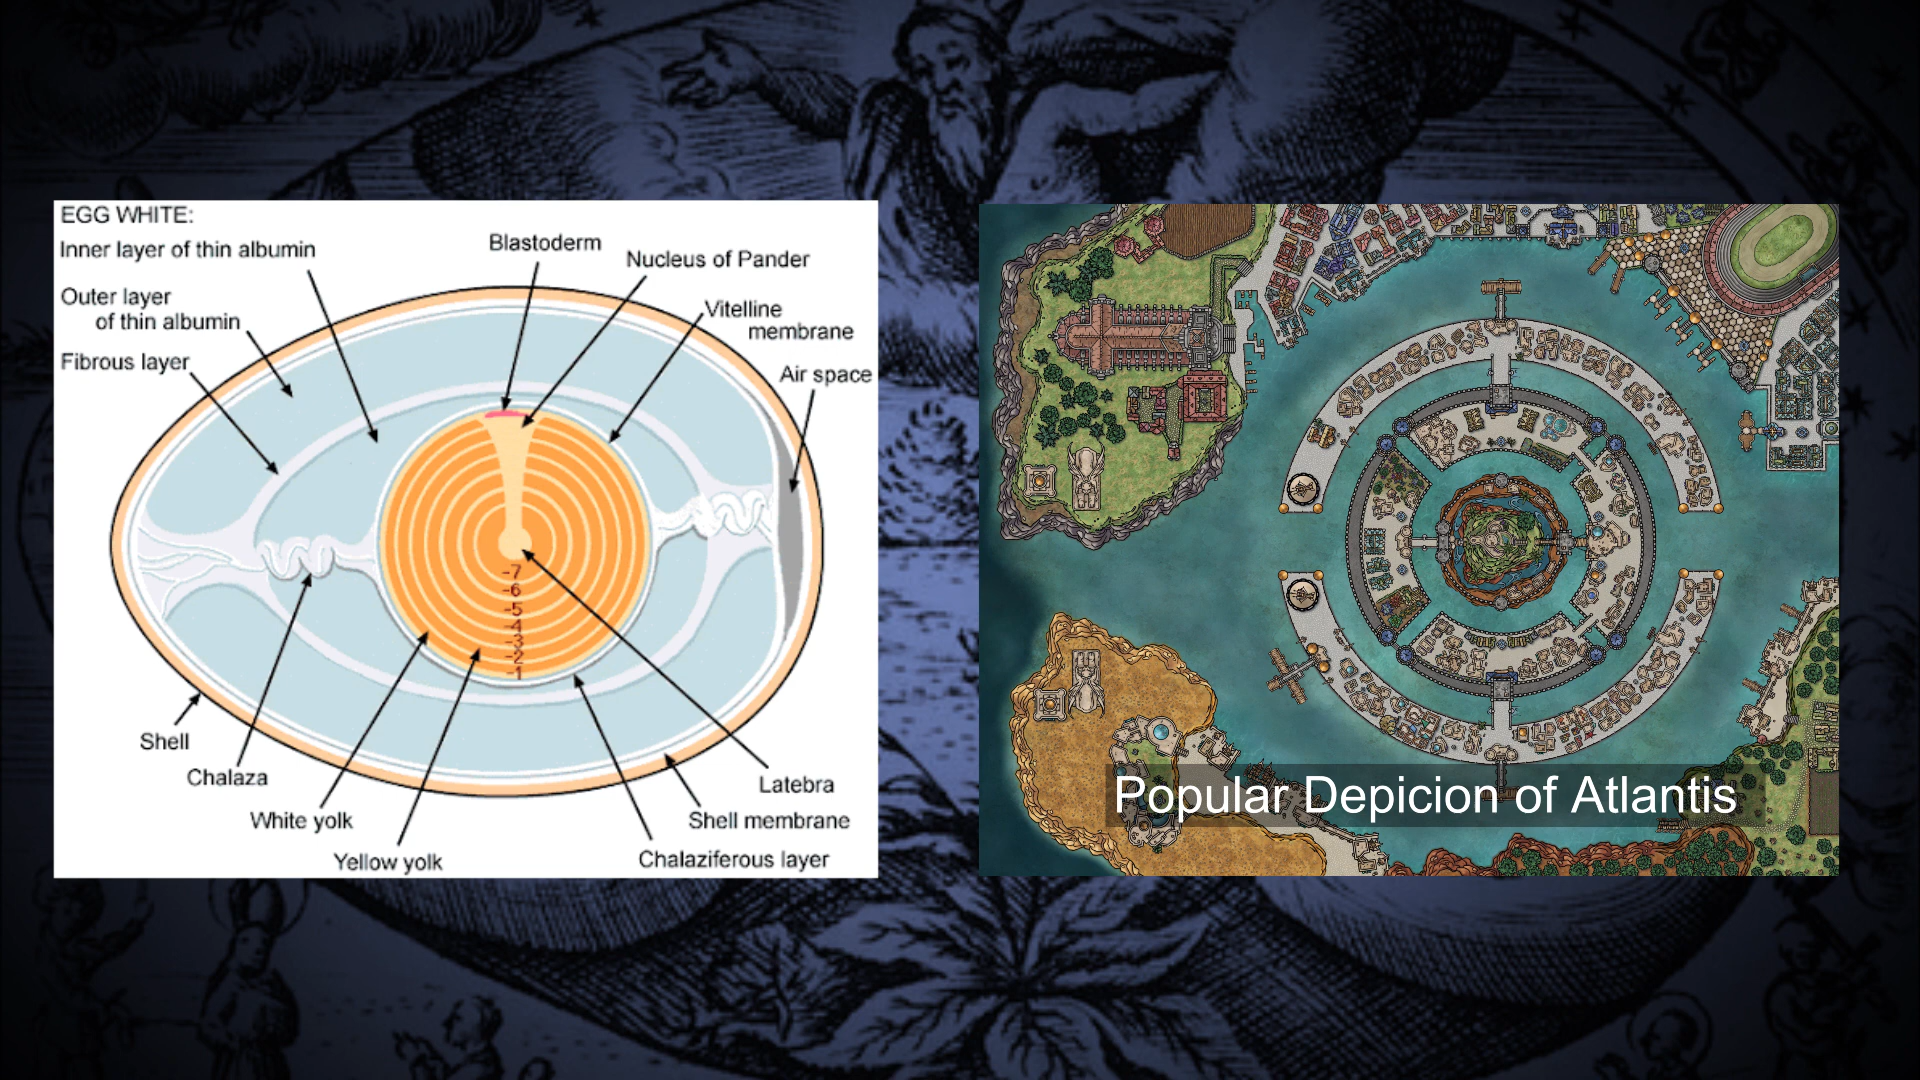 EGG WHITE:
Inner layer of thin albumin
Outer layer
of thin albumin
Fibrous layer
Blastoderm
Nucleus of Pander
Vitelline
membrane
Air space
-7
-6
-5
-4
-3
-2
-1
Shell
Chalaza
White yolk
Yellow yolk
Latebra
Shell membrane
Chalaziferous layer
Popular Depicion of Atlantis